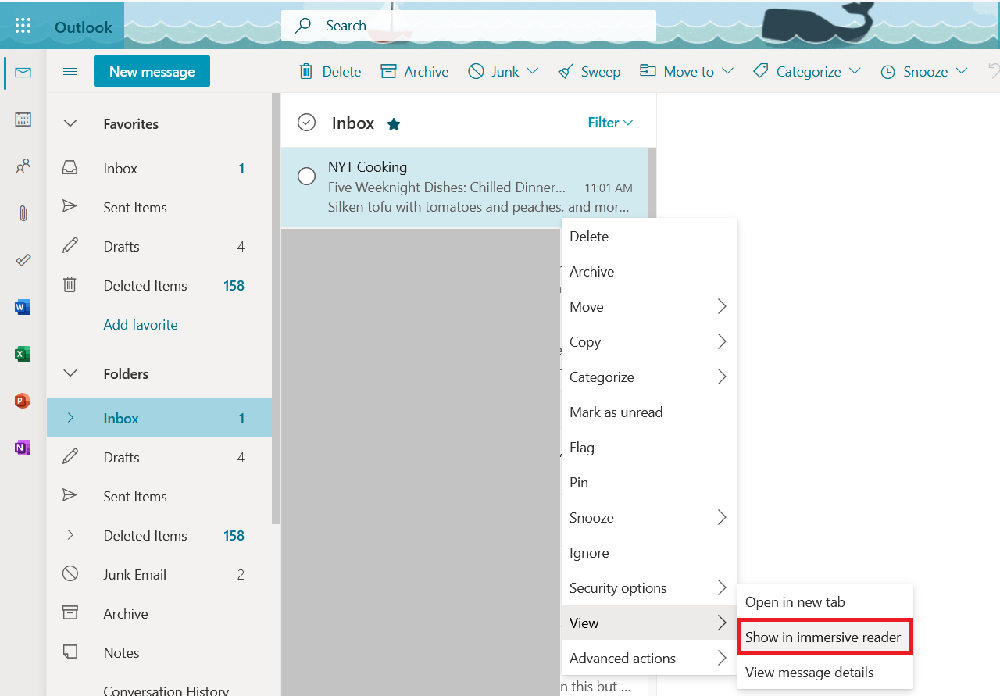 Outlook
Search
New message
Delete
Archive
Junk
Sweep
Move to
Categorize
Snooze
Favorites
Inbox 1
Sent Items
Drafts 4
Deleted Items 158
Add favorite
Folders
Inbox 1
Drafts 4
Sent Items
Deleted Items 158
Junk Email 2
Archive
Notes
Conversation History
Inbox
Filter
NYT Cooking
Five Weeknight Dishes: Chilled Dinner... 11:01 AM
Silken tofu with tomatoes and peaches, and mor...
Delete
Archive
Move
Copy
Categorize
Mark as unread
Flag
Pin
Snooze
Ignore
Security options
View
Advanced actions
Open in new tab
Show in immersive reader
View message details
n this but ...
W
X
P
N